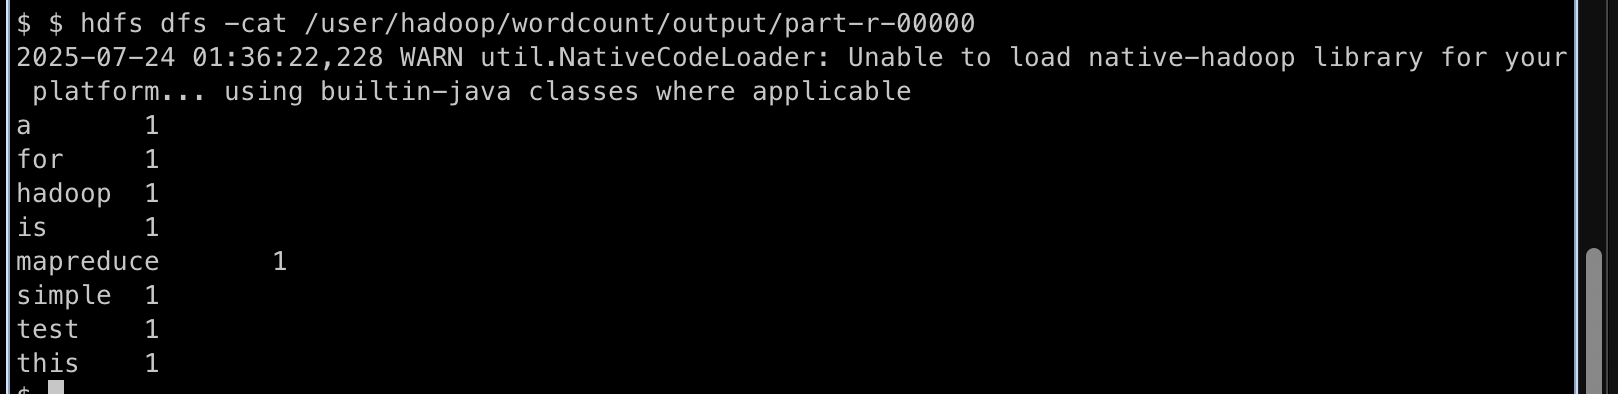 $ $ hdfs dfs -cat /user/hadoop/wordcount/output/part-r-00000
2025-07-24 01:36:22,228 WARN util.NativeCodeLoader: Unable to load native-hadoop library for your
 platform... using builtin-java classes where applicable
a       1
for     1
hadoop  1
is      1
mapreduce       1
simple  1
test    1
this    1
$